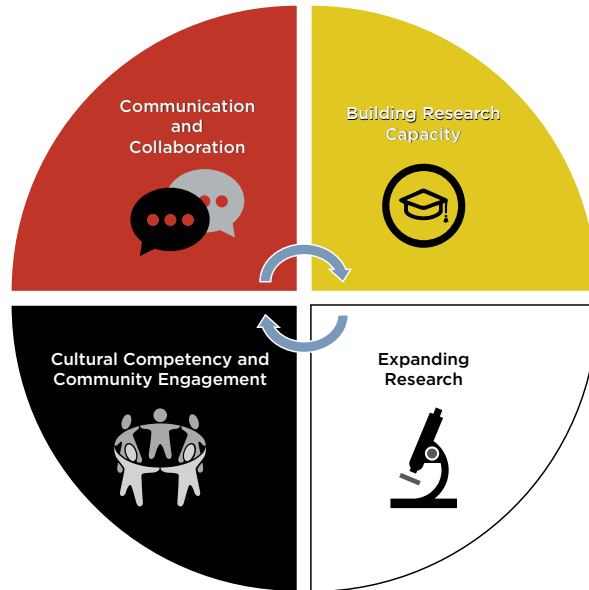 Communication
and
Collaboration
Building Research
Capacity
Cultural Competency and
Community Engagement
Expanding
Research